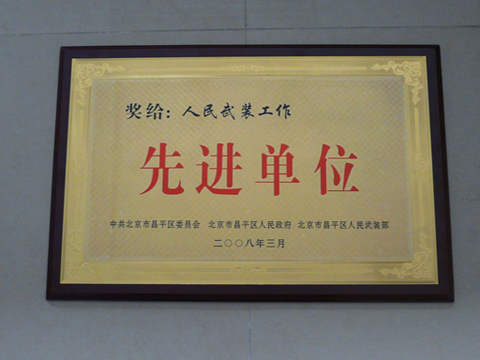 奖给：人民武装工作
先进单位
中共北京市昌平区委员会 北京市昌平区人民政府 北京市昌平区人民武装部
二〇〇八年三月